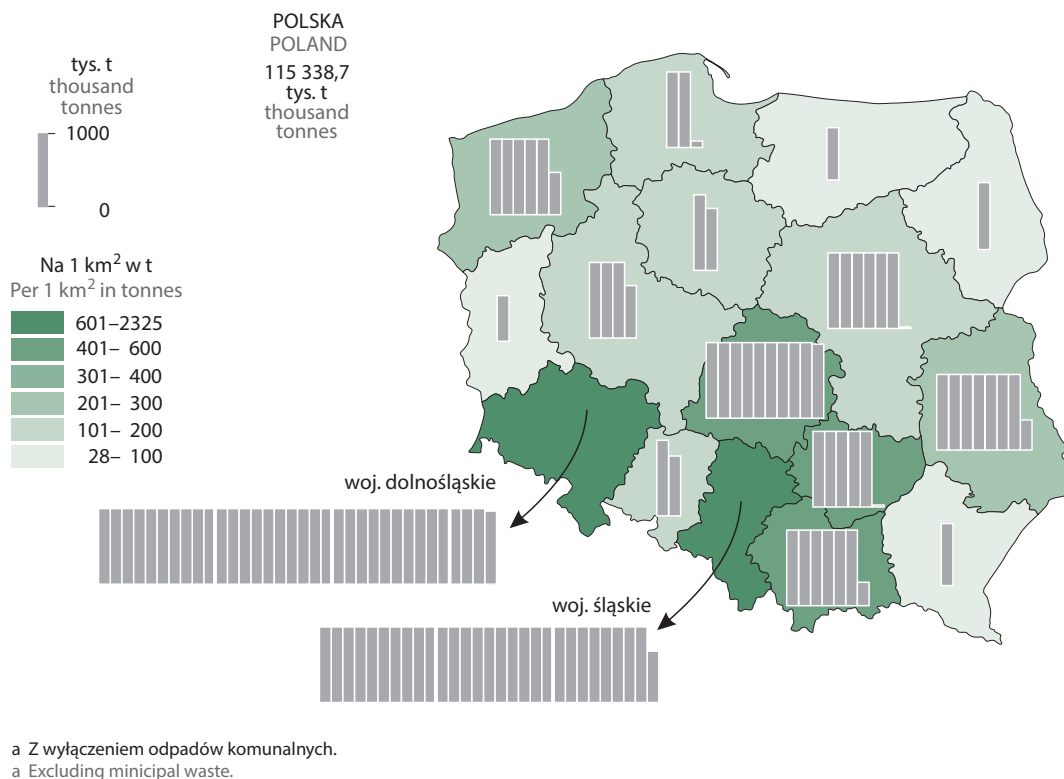 POLSKA
POLAND
115 338,7
tys. t
thousand
tonnes
tys. t
thousand
tonnes
1000
0
Na 1 km² w t
Per 1 km² in tonnes
601–2325
401– 600
301– 400
201– 300
101– 200
28– 100
woj. dolnośląskie
woj. śląskie
a Z wyłączeniem odpadów komunalnych.
a Excluding minicipal waste.